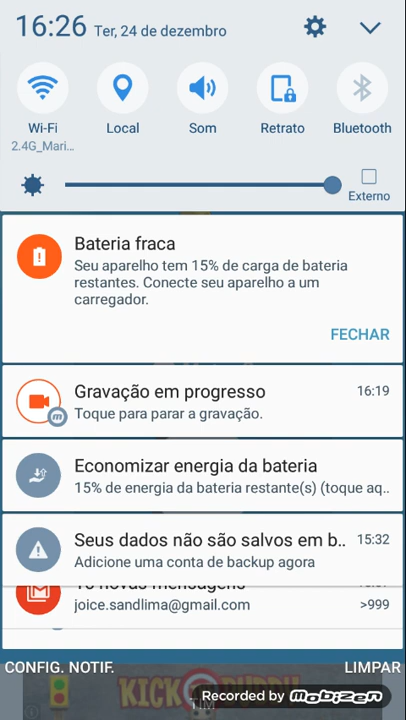 16:26 Ter, 24 de dezembro
Wi-Fi Local Som Retrato Bluetooth
2.4G_Mari...
Externo
Bateria fraca
Seu aparelho tem 15% de carga de bateria
restantes. Conecte seu aparelho a um
carregador.
FECHAR
Gravação em progresso 16:19
Toque para parar a gravação.
Economizar energia da bateria
15% de energia da bateria restante(s) (toque aq..
Seus dados não são salvos em b.. 15:32
Adicione uma conta de backup agora
novas mensagens
joice.sandlima@gmail.com >999
CONFIG. NOTIF. LIMPAR
KICK
TIM
Recorded by Mobizen